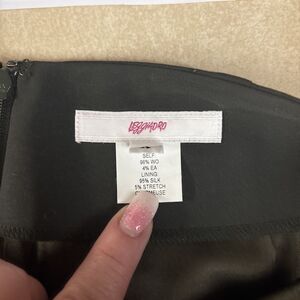 LEGGIADRO
SELF:
96% WO
4% EA
LINING
95% SILK
5% STRETCH